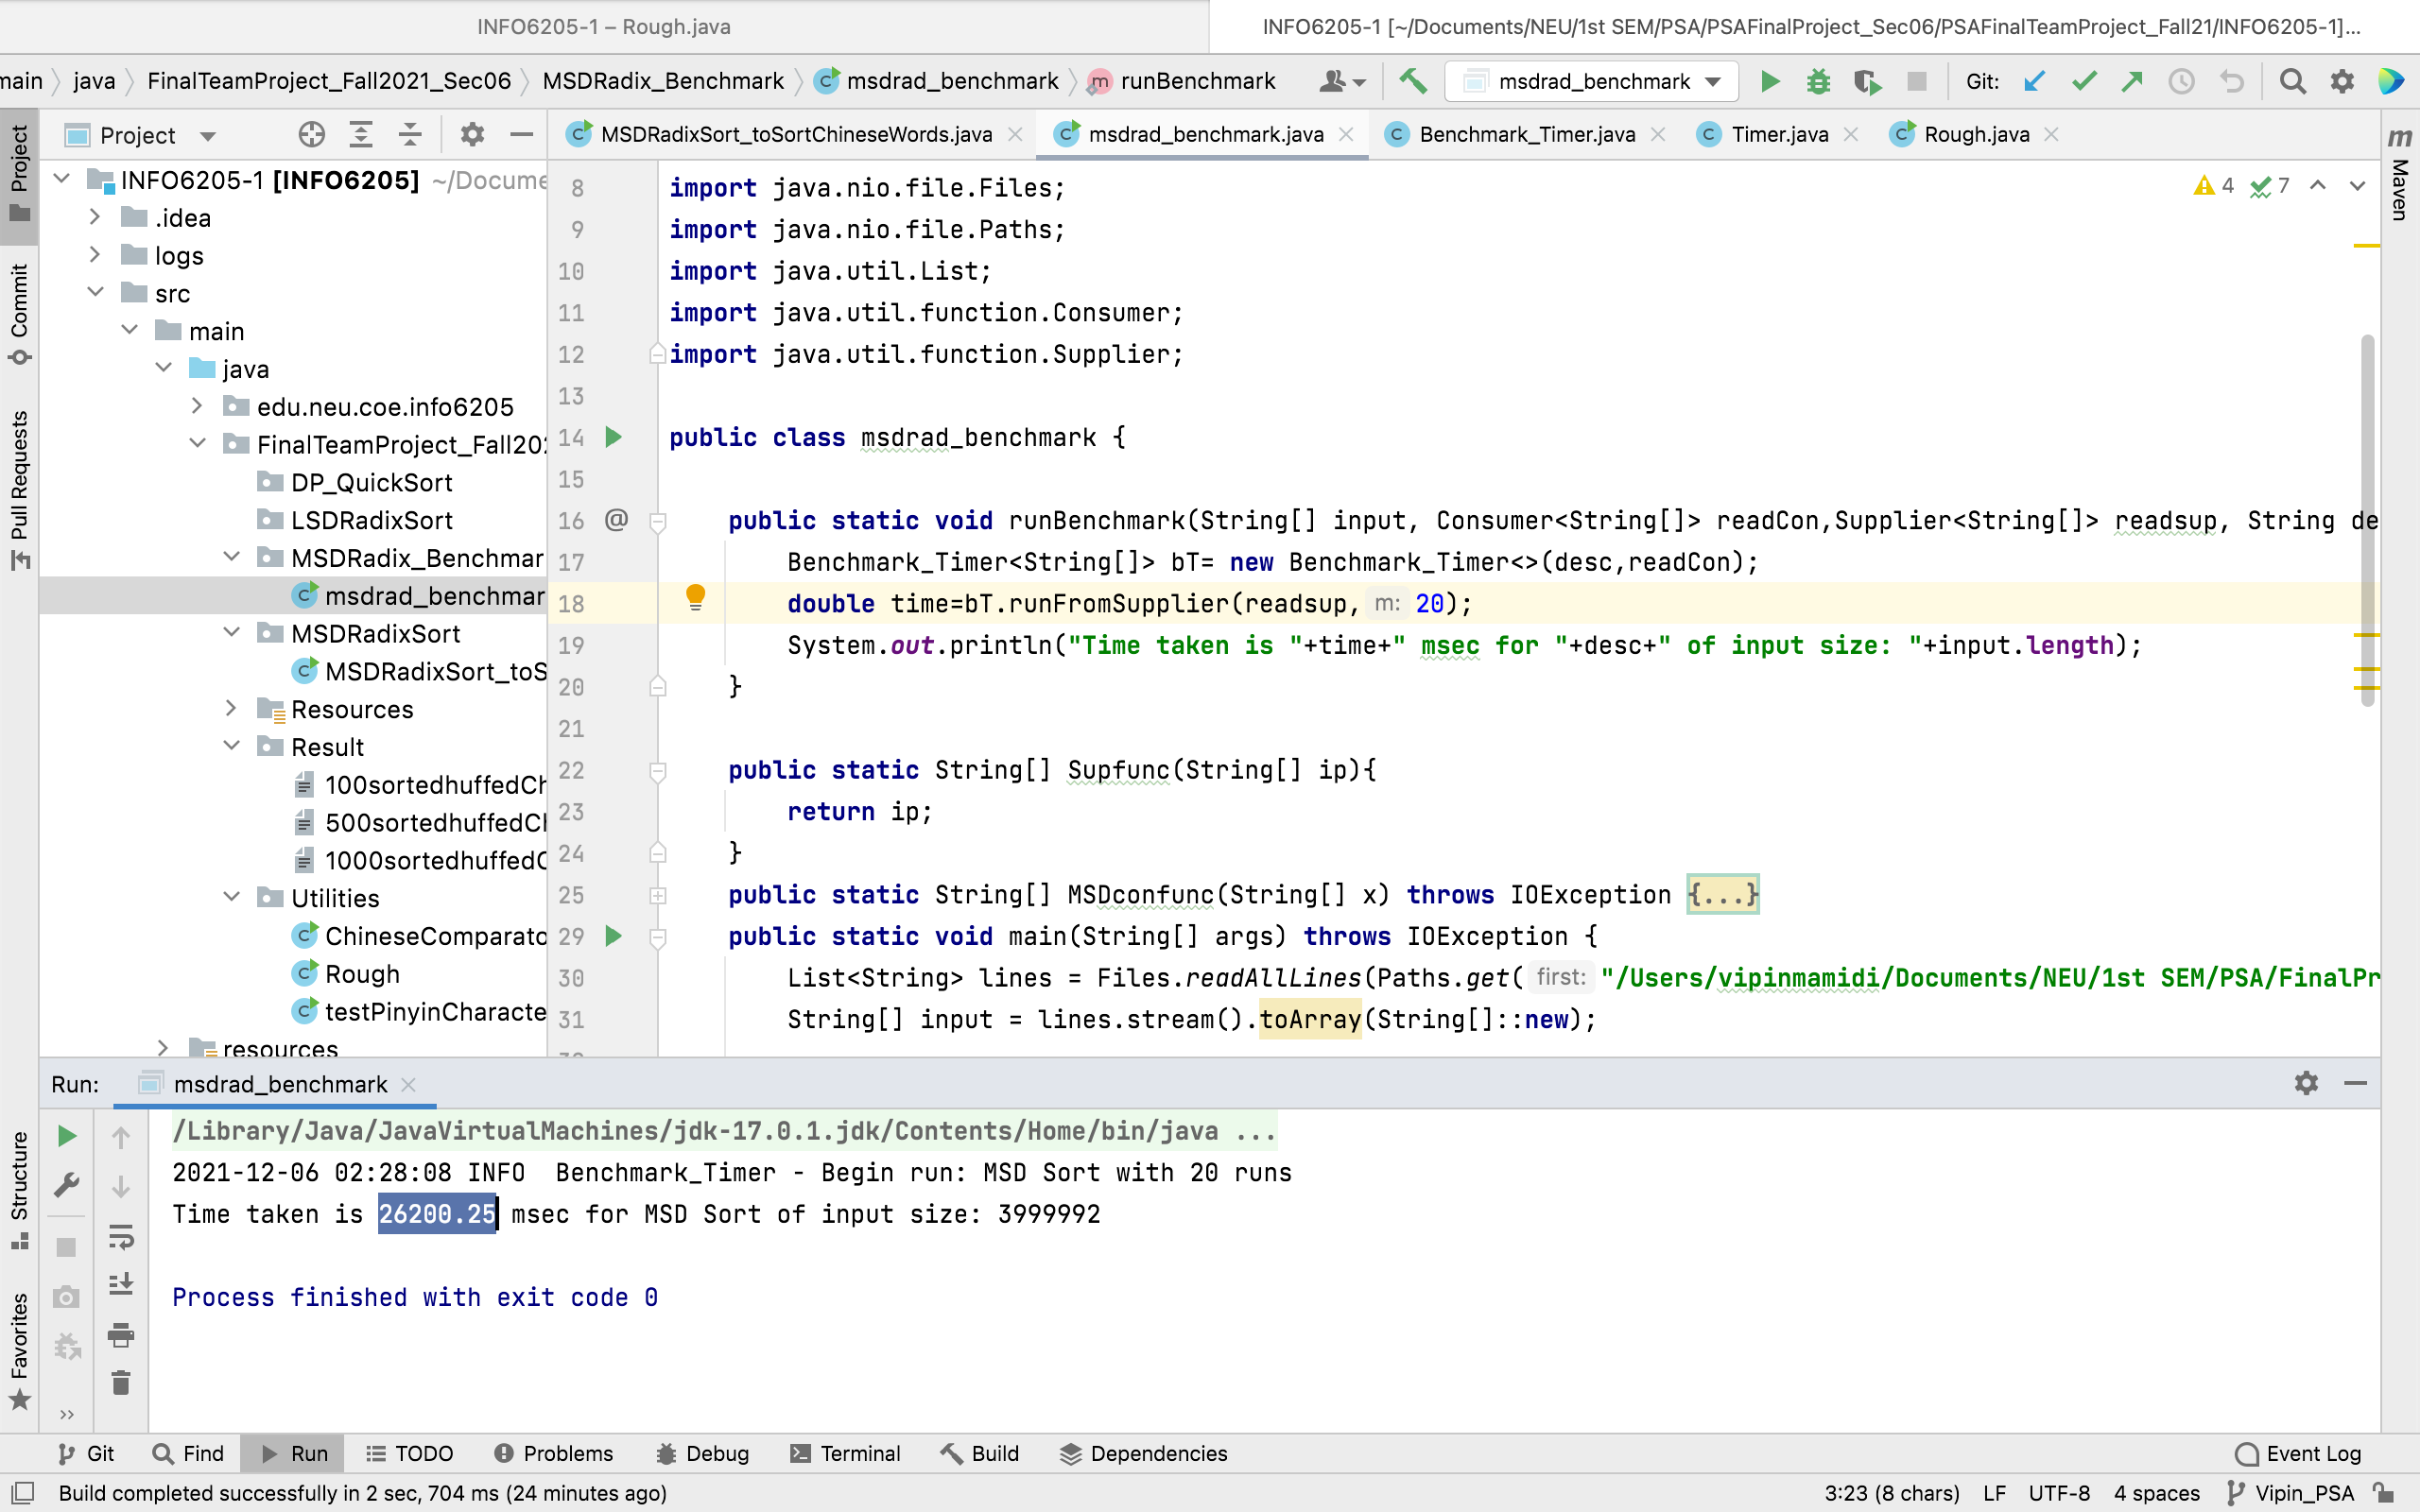 INFO6205-1 – Rough.java
INFO6205-1 [~/Documents/NEU/1st SEM/PSA/PSAFinalProject_Sec06/PSAFinalTeamProject_Fall21/INFO6205-1]...
main java FinalTeamProject_Fall2021_Sec06 MSDRadix_Benchmark msdrad_benchmark runBenchmark
msdrad_benchmark
Git:
Project
MSDRadixSort_toSortChineseWords.java
msdrad_benchmark.java
Benchmark_Timer.java
Timer.java
Rough.java
Project
Commit
Pull Requests
Structure
Favorites
Maven
INFO6205-1 [INFO6205] ~/Docume
.idea
logs
src
main
java
edu.neu.coe.info6205
FinalTeamProject_Fall20
DP_QuickSort
LSDRadixSort
MSDRadix_Benchmar
msdrad_benchmar
MSDRadixSort
MSDRadixSort_toS
Resources
Result
100sortedhuffedCh
500sortedhuffedCh
1000sortedhuffedC
Utilities
ChineseComparato
Rough
testPinyinCharacte
resources
4 7
8 import java.nio.file.Files;
9 import java.nio.file.Paths;
10 import java.util.List;
11 import java.util.function.Consumer;
12 import java.util.function.Supplier;
13
14 public class msdrad_benchmark {
15
16 @ public static void runBenchmark(String[] input, Consumer<String[]> readCon,Supplier<String[]> readsup, String de
17 Benchmark_Timer<String[]> bT= new Benchmark_Timer<>(desc,readCon);
18 double time=bT.runFromSupplier(readsup, m: 20);
19 System.out.println("Time taken is "+time+" msec for "+desc+" of input size: "+input.length);
20 }
21
22 public static String[] Supfunc(String[] ip){
23 return ip;
24 }
25 public static String[] MSDconfunc(String[] x) throws IOException {...}
29 public static void main(String[] args) throws IOException {
30 List<String> lines = Files.readAllLines(Paths.get( first: "/Users/vipinmamidi/Documents/NEU/1st SEM/PSA/FinalPr
31 String[] input = lines.stream().toArray(String[]::new);
Run: msdrad_benchmark
/Library/Java/JavaVirtualMachines/jdk-17.0.1.jdk/Contents/Home/bin/java ...
2021-12-06 02:28:08 INFO  Benchmark_Timer - Begin run: MSD Sort with 20 runs
Time taken is 26200.25 msec for MSD Sort of input size: 3999992
Process finished with exit code 0
Git Find Run TODO Problems Debug Terminal Build Dependencies Event Log
Build completed successfully in 2 sec, 704 ms (24 minutes ago) 3:23 (8 chars) LF UTF-8 4 spaces Vipin_PSA